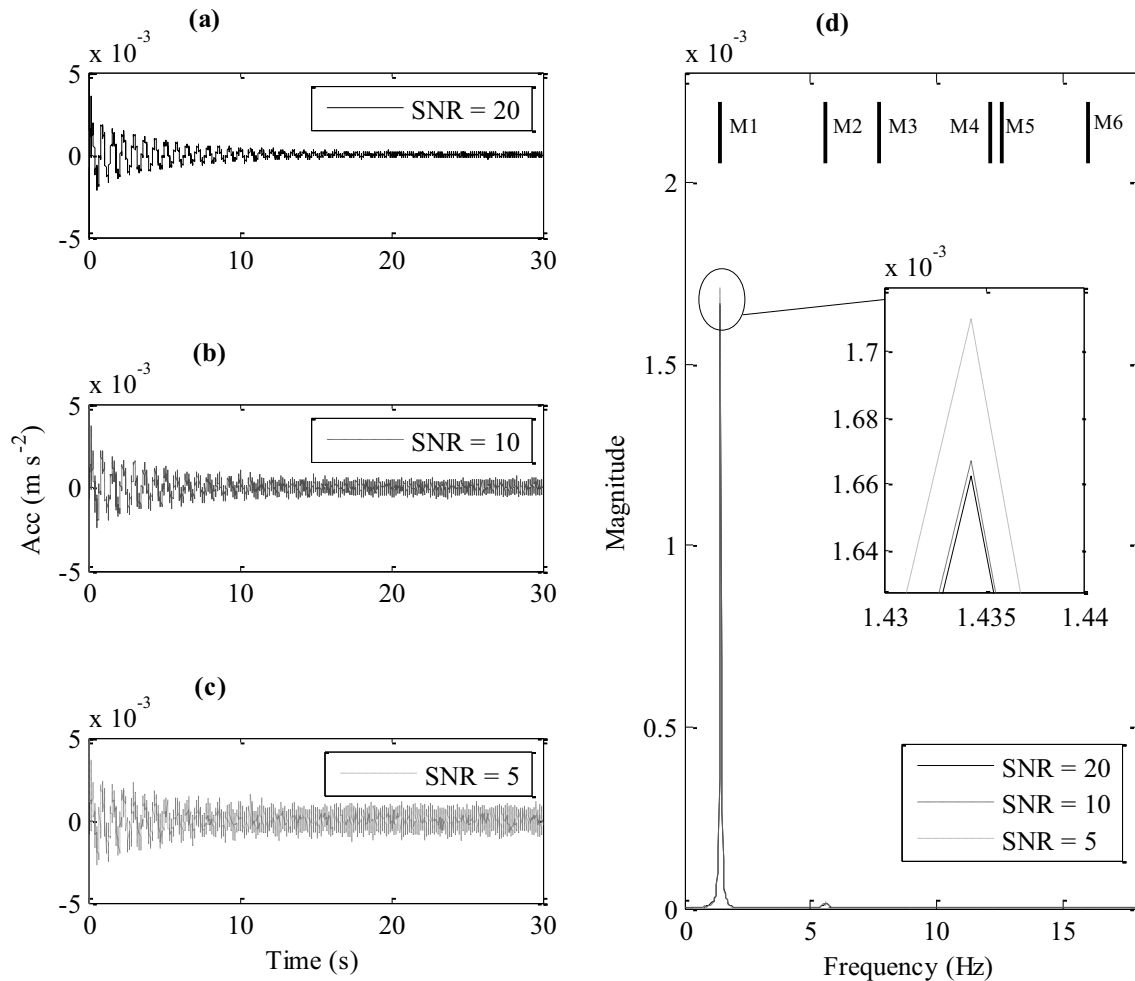 (a)
x 10-3
5
0
-5
0 10 20 30
SNR = 20
(b)
x 10-3
5
0
-5
0 10 20 30
SNR = 10
Acc (m s-2)
(c)
x 10-3
5
0
-5
0 10 20 30
SNR = 5
Time (s)
(d)
x 10-3
M1 M2 M3 M4 M5 M6
2
1.5
1
0.5
0
0 5 10 15
Magnitude
Frequency (Hz)
x 10-3
1.7
1.68
1.66
1.64
1.43 1.435 1.44
SNR = 20
SNR = 10
SNR = 5